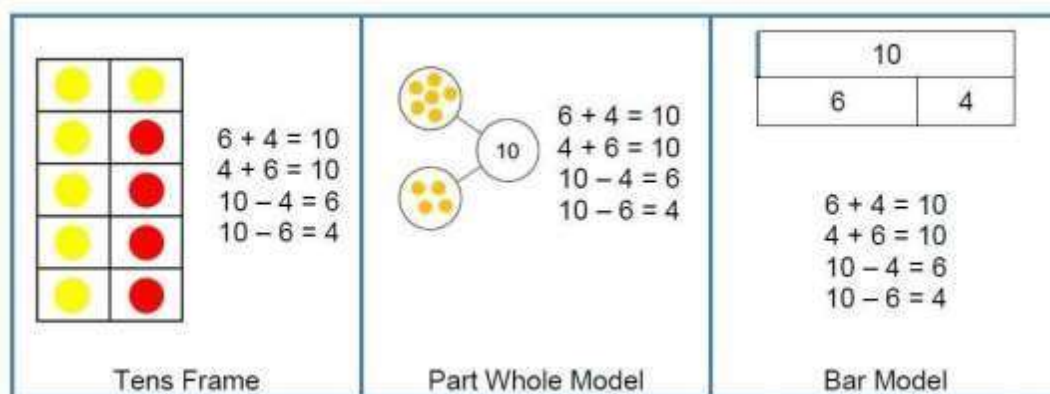 6 + 4 = 10
4 + 6 = 10
10 – 4 = 6
10 – 6 = 4
Tens Frame
10
6 + 4 = 10
4 + 6 = 10
10 – 4 = 6
10 – 6 = 4
Part Whole Model
10
6 4
6 + 4 = 10
4 + 6 = 10
10 – 4 = 6
10 – 6 = 4
Bar Model